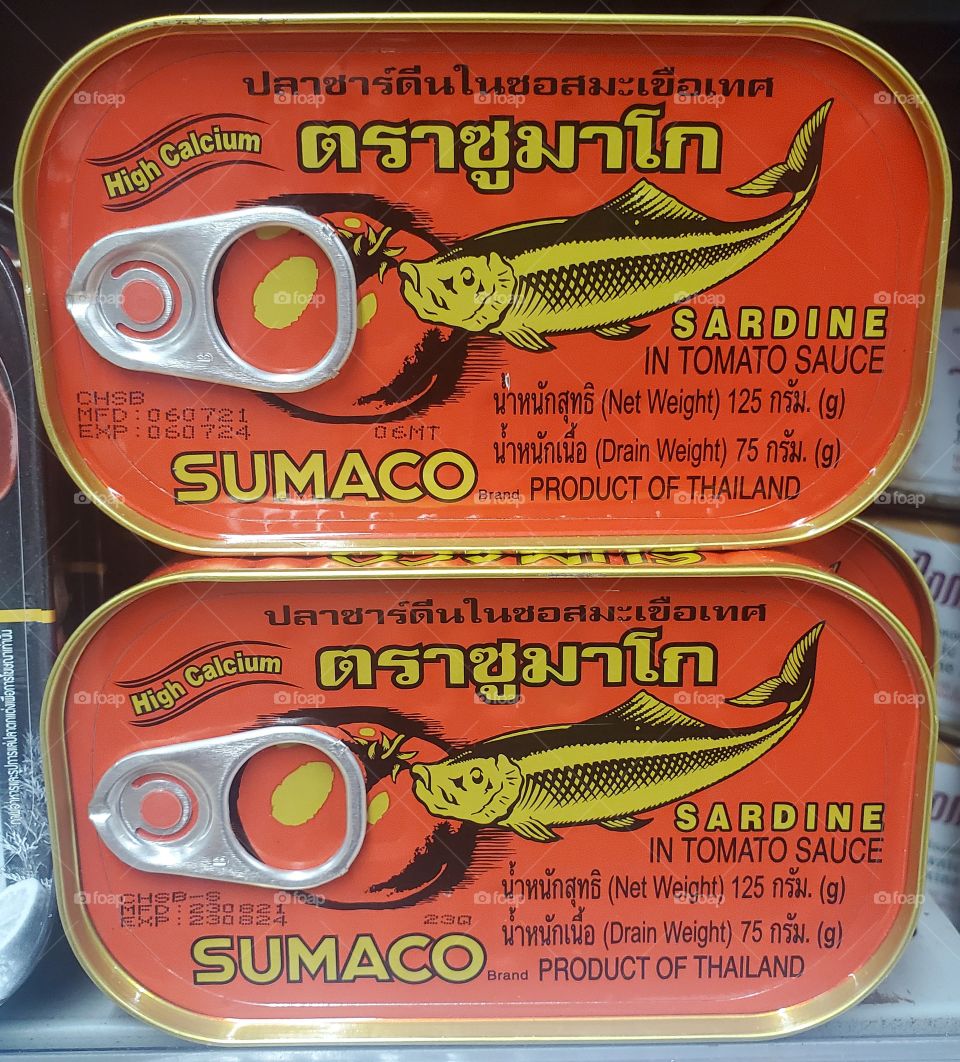 ปลาซาร์ดีนในซอสมะเขือเทศ
High Calcium
ตราซูมาโก
SARDINE
IN TOMATO SAUCE
น้ำหนักสุทธิ (Net Weight) 125 กรัม. (g)
น้ำหนักเนื้อ (Drain Weight) 75 กรัม. (g)
CHSB
MFD:060721
EXP:060724 06MT
SUMACO Brand PRODUCT OF THAILAND
ปลาซาร์ดีนในซอสมะเขือเทศ
High Calcium
ตราซูมาโก
SARDINE
IN TOMATO SAUCE
น้ำหนักสุทธิ (Net Weight) 125 กรัม. (g)
น้ำหนักเนื้อ (Drain Weight) 75 กรัม. (g)
CHSB-S
MFD:230821
EXP:230824 23Q
SUMACO Brand PRODUCT OF THAILAND
foap